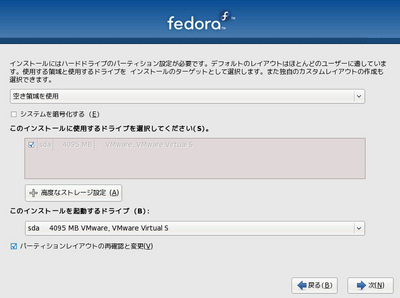 fedora
インストールにはハードドライブのパーティション設定が必要です。デフォルトのレイアウトはほとんどのユーザーに適しています
す。使用する領域と使用するドライブを インストールのターゲットとして選択します。また独自のカスタムレイアウトの作成も
選択できます。
空き領域を使用
システムを暗号化する (E)
このインストールに使用するドライブを選択してください(S)。
sda 4095 MB VMware, VMware Virtual S
高度なストレージ設定 (A)
このインストールを起動するドライブ (B):
sda 4095 MB VMware, VMware Virtual S
パーティションレイアウトの再確認と変更(V)
戻る(B)
次(N)